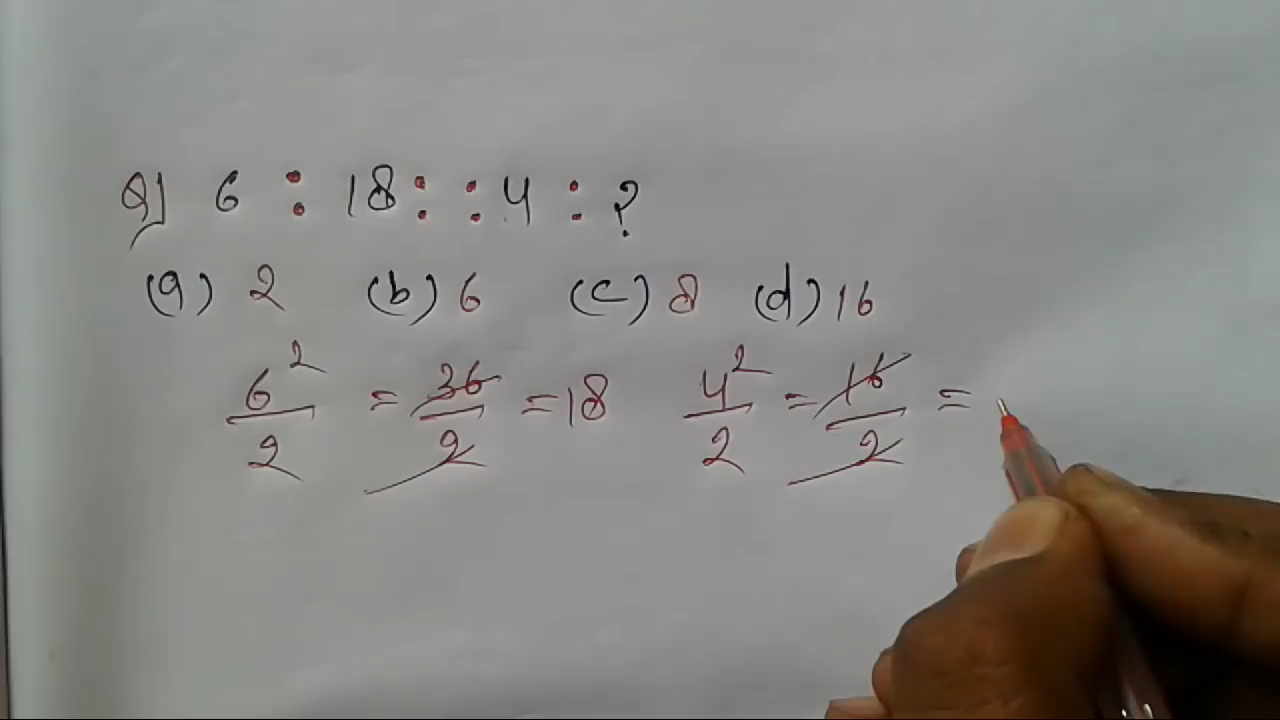 Q] 6 : 18 : : 4 : ?
(a) 2 (b) 6 (c) 8 (d) 16
6²/2 = 36/2 = 18 4²/2 = 16/2 =